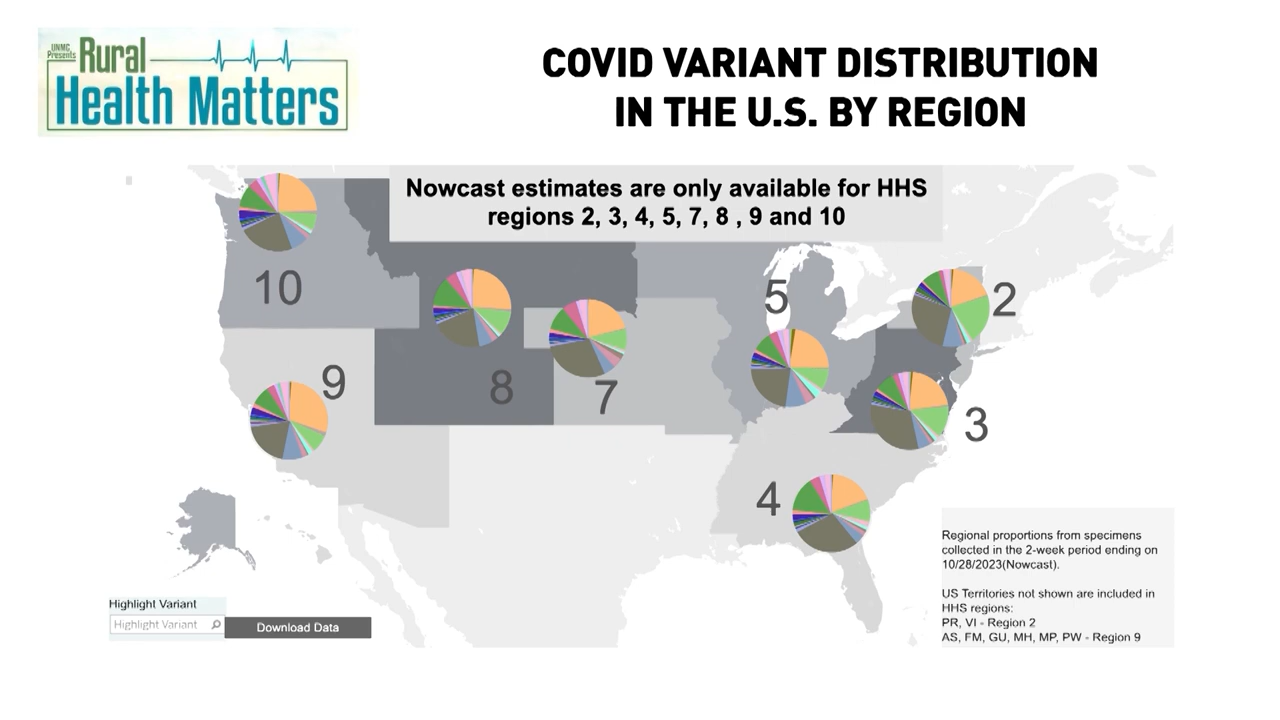 UNMC
Presents
Rural
Health Matters
COVID VARIANT DISTRIBUTION
IN THE U.S. BY REGION
Nowcast estimates are only available for HHS
regions 2, 3, 4, 5, 7, 8 , 9 and 10
10
5
2
9
8
7
3
4
Regional proportions from specimens
collected in the 2-week period ending on
10/28/2023(Nowcast).
US Territories not shown are included in
HHS regions:
PR, VI - Region 2
AS, FM, GU, MH, MP, PW - Region 9
Highlight Variant
Highlight Variant
Download Data